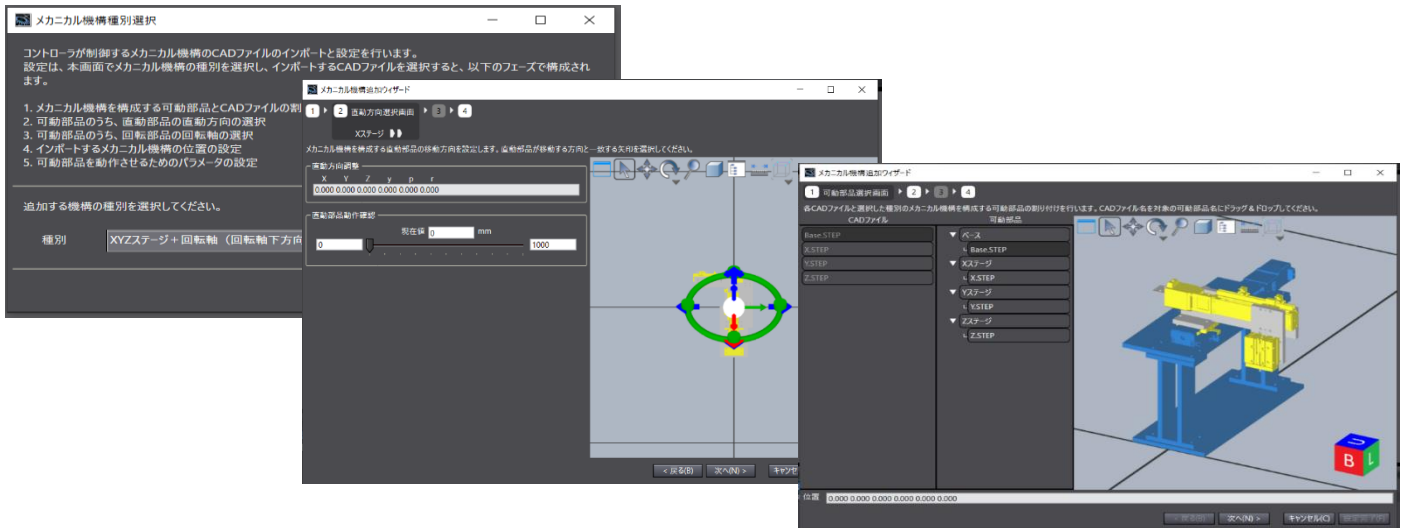 メカニカル機構種別選択
コントローラが制御するメカニカル機構のCADファイルのインポートと設定を行います。
設定は、本画面でメカニカル機構の種別を選択し、インポートするCADファイルを選択すると、以下のフェーズで構成され
ます。
1. メカニカル機構を構成する可動部品とCADファイルの割
2. 可動部品のうち、直動部品の直動方向の選択
3. 可動部品のうち、回転部品の回転軸の選択
4. インポートするメカニカル機構の位置の設定
5. 可動部品を動作させるためのパラメータの設定
追加する機構の種別を選択してください。
種別 XYZステージ+回転軸（回転軸下方向
メカニカル機構追加ウィザード
1 2 直動方向選択画面 3 4
Xステージ
メカニカル機構を構成する直動部品の移動方向を設定します。直動部品が移動する方向と一致する矢印を選択してください。
直動方向調整
X Y Z y p r
0.000 0.000 0.000 0.000 0.000 0.000
直動部品動作確認
現在値 0 mm
0 1000
< 戻る(B) 次へ(N) > キャンセ
メカニカル機構追加ウィザード
1 可動部品選択画面 2 3 4
各CADファイルと選択した種別のメカニカル機構を構成する可動部品の割り付けを行います。CADファイル名を対象の可動部品名にドラッグ&ドロップしてください。
CADファイル 可動部品
Base.STEP ベース
X.STEP Base.STEP
Y.STEP Xステージ
Z.STEP X.STEP
Yステージ
Y.STEP
Zステージ
Z.STEP
U
B L
位置 0.000 0.000 0.000 0.000 0.000 0.000
< 戻る(B) 次へ(N) > キャンセル(C)